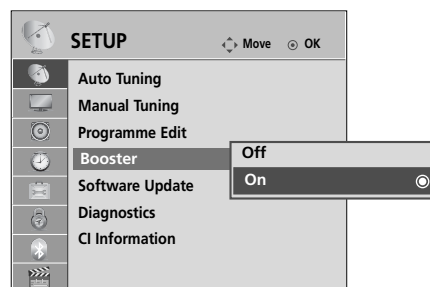 SETUP Move OK
Auto Tuning
Manual Tuning
Programme Edit
Booster
Off
On
Software Update
Diagnostics
CI Information